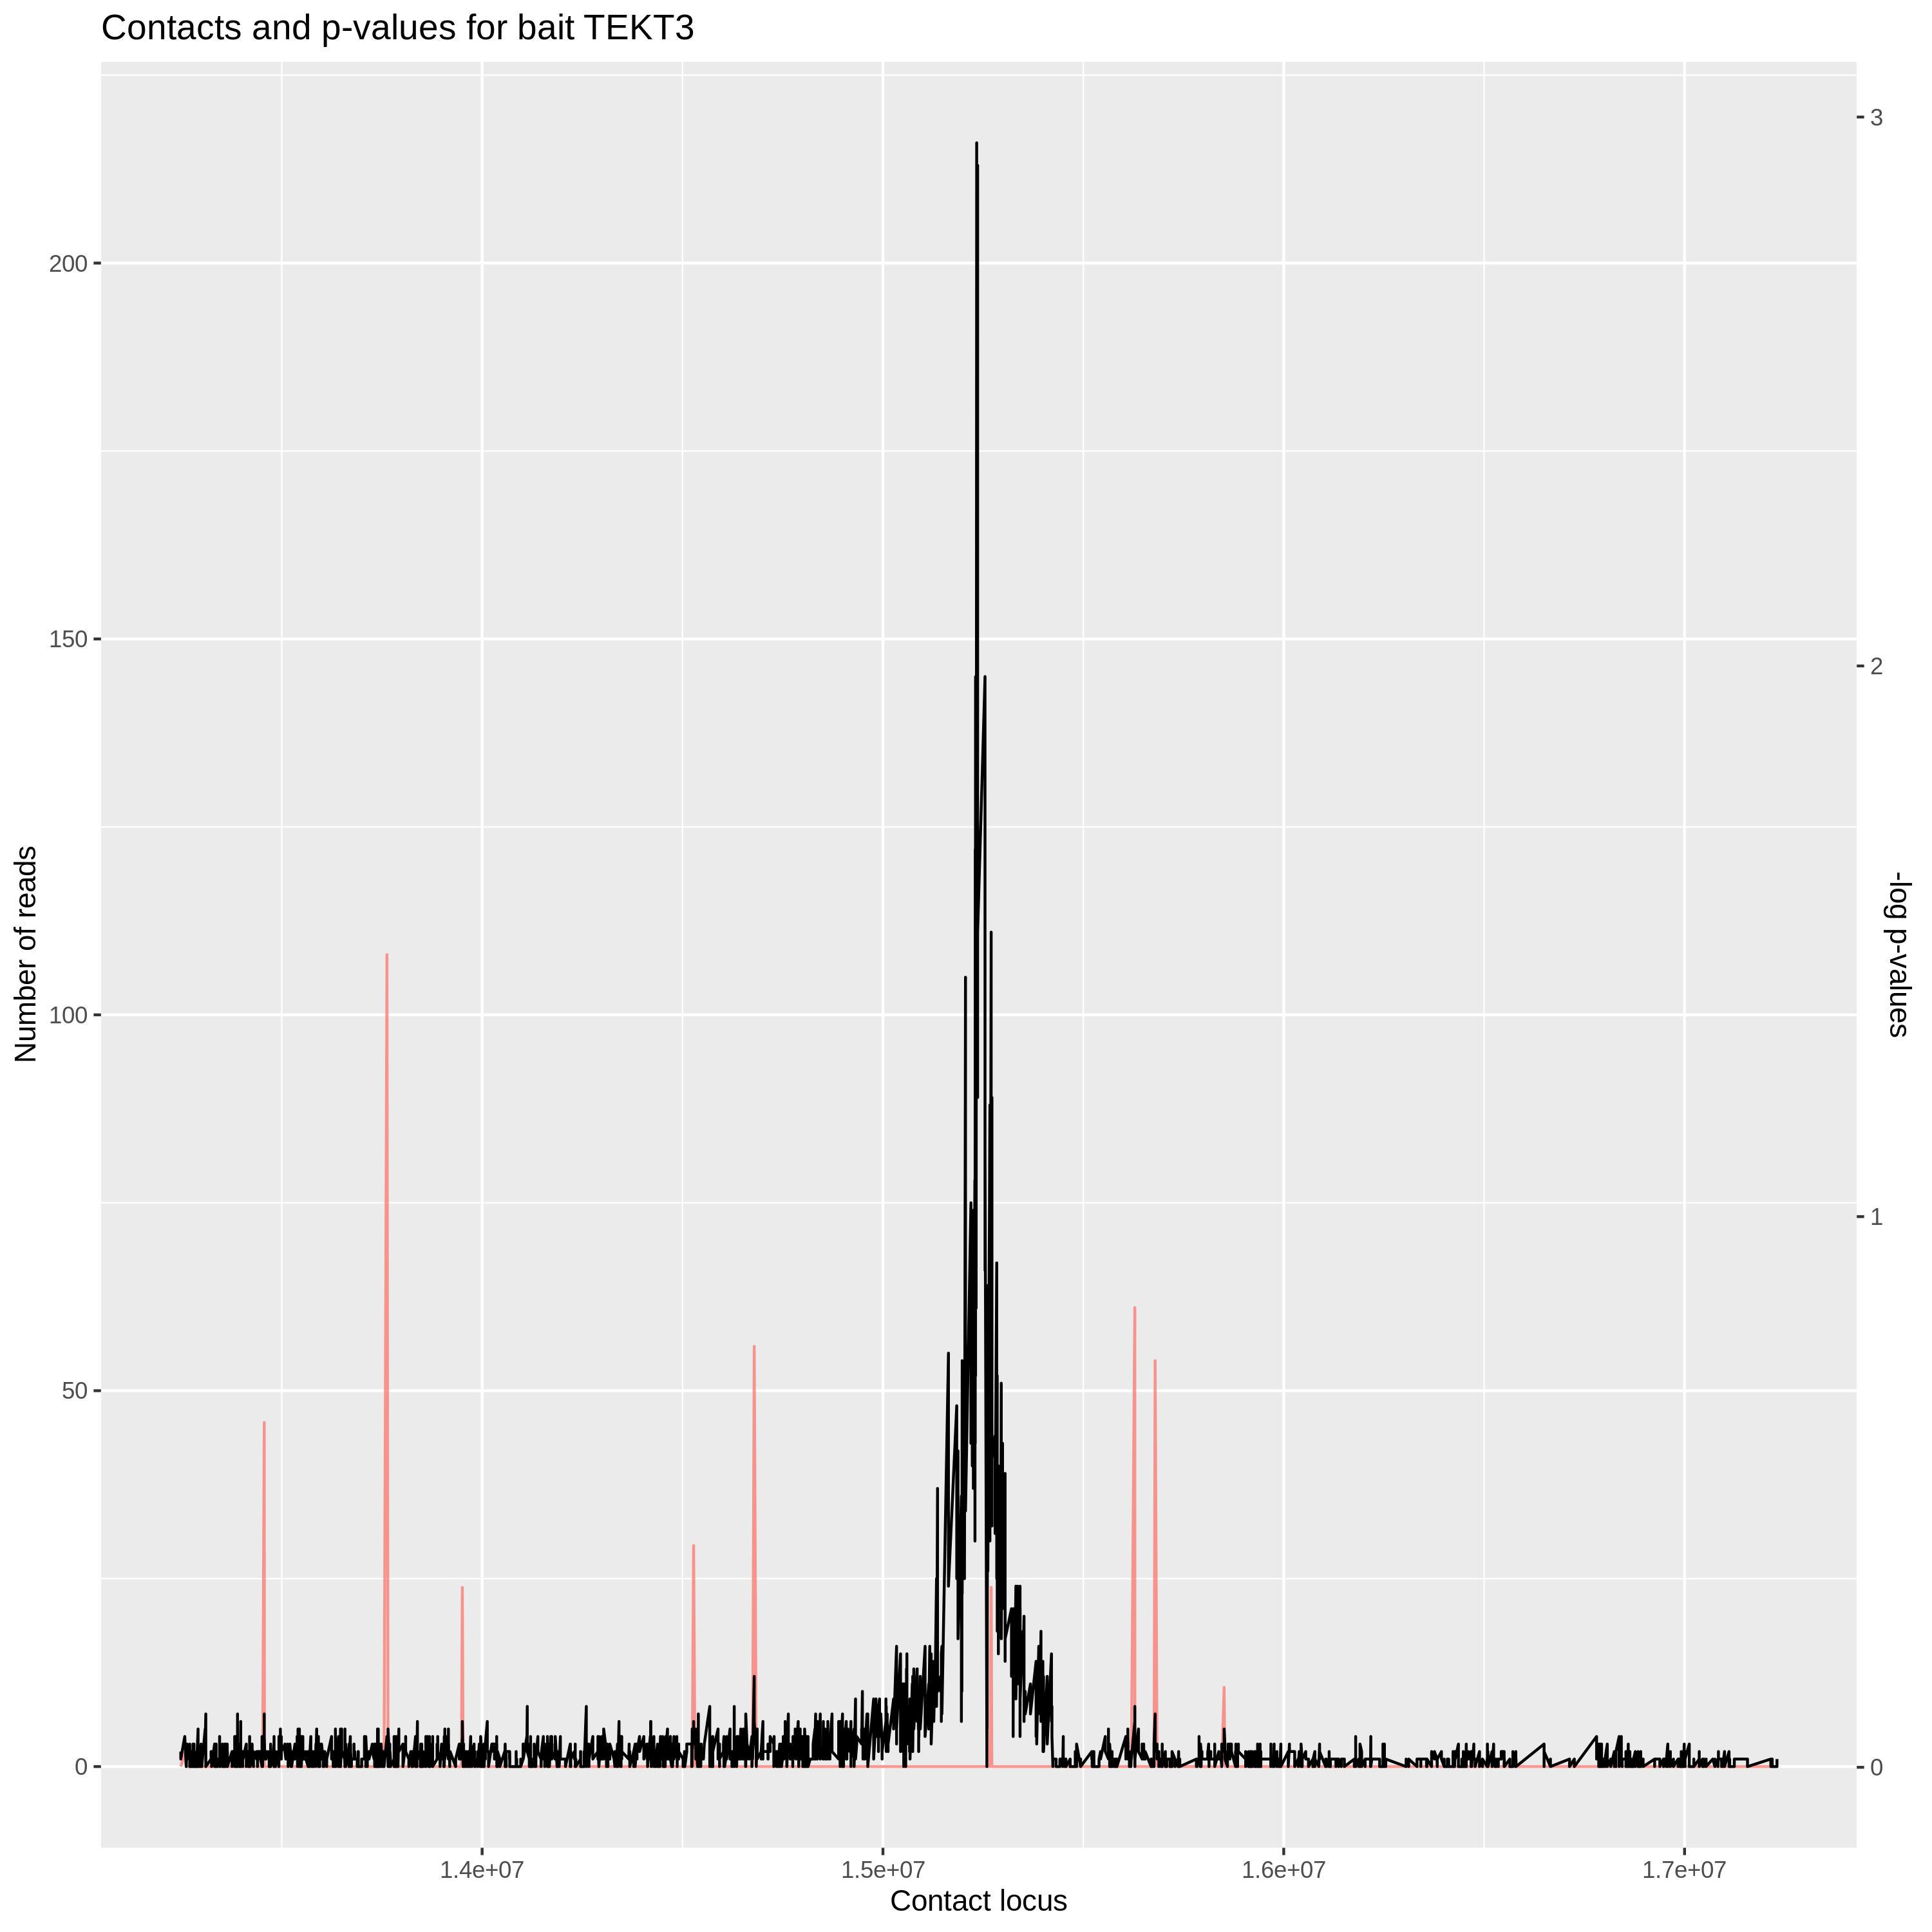 Contacts and p-values for bait TEKT3
Number of reads
200
150
100
50
0
3
2
1
0
-log p-values
1.4e+07
1.5e+07
1.6e+07
1.7e+07
Contact locus